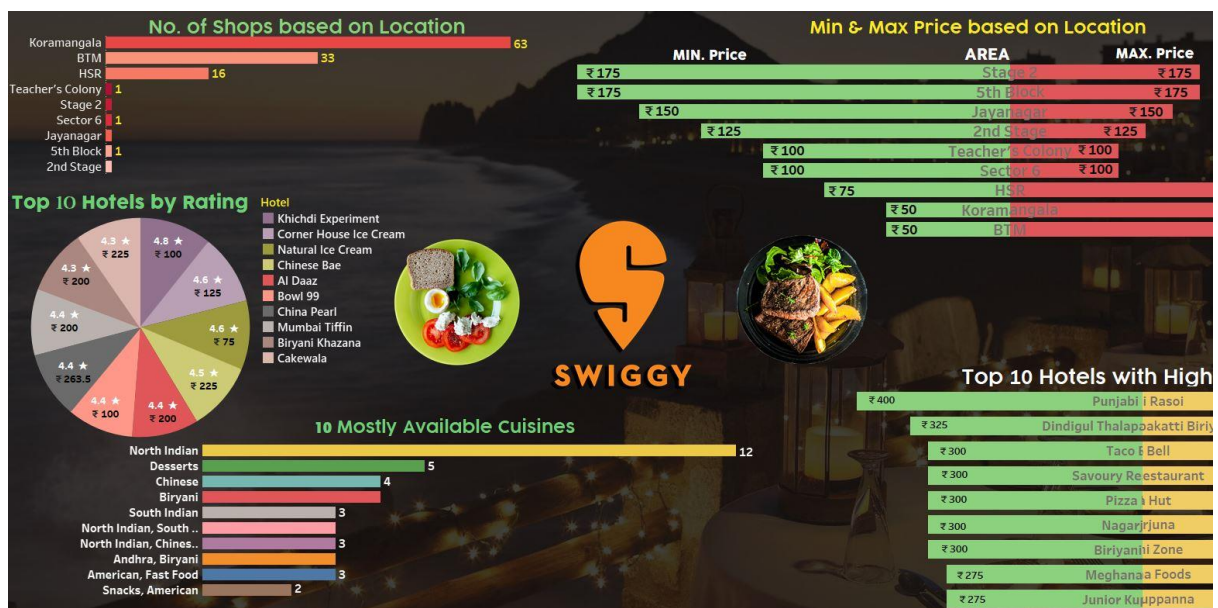 No. of Shops based on Location
Koramangala 63
BTM 33
HSR 16
Teacher's Colony 1
Stage 2
Sector 6 1
Jayanagar
5th Block 1
2nd Stage
Min & Max Price based on Location
MIN. Price AREA MAX. Price
₹ 175 Stage 2 ₹ 175
₹ 175 5th Block ₹ 175
₹ 150 Jayanagar ₹ 150
₹ 125 2nd Stage ₹ 125
₹ 100 Teacher's Colony ₹ 100
₹ 100 Sector 6 ₹ 100
₹ 75 HSR
₹ 50 Koramangala
₹ 50 BTM
Top 10 Hotels by Rating
4.8 ★
₹ 100
4.6 ★
₹ 125
4.6 ★
₹ 75
4.5 ★
₹ 225
4.4 ★
₹ 200
4.4 ★
₹ 100
4.4 ★
₹ 263.5
4.4 ★
₹ 200
4.3 ★
₹ 200
4.3 ★
₹ 225
Hotel
Khichdi Experiment
Corner House Ice Cream
Natural Ice Cream
Chinese Bae
Al Daaz
Bowl 99
China Pearl
Mumbai Tiffin
Biryani Khazana
Cakewala
SWIGGY
10 Mostly Available Cuisines
North Indian 12
Desserts 5
Chinese 4
Biryani
South Indian 3
North Indian, South ..
North Indian, Chines.. 3
Andhra, Biryani
American, Fast Food 3
Snacks, American 2
Top 10 Hotels with High
₹ 400 Punjabi Rasoi
₹ 325 Dindigul Thalapaakatti Biriy
₹ 300 Taco Bell
₹ 300 Savoury Restaurant
₹ 300 Pizza Hut
₹ 300 Nagarjuna
₹ 300 Biriyani Zone
₹ 275 Meghana Foods
₹ 275 Junior Kuppanna